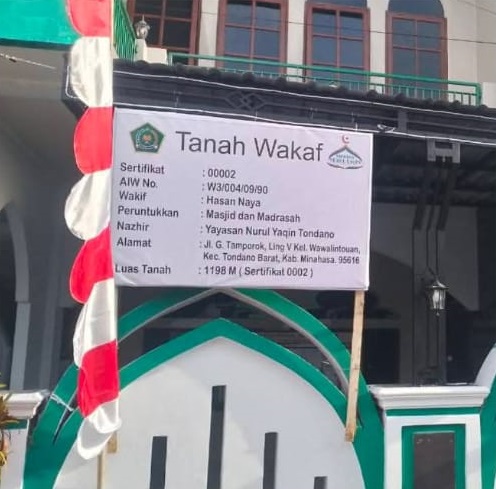 Tanah Wakaf
Sertifikat : 00002
AIW No. : W3/004/09/90
Wakif : Hasan Naya
Peruntukkan : Masjid dan Madrasah
Nazhir : Yayasan Nurul Yaqin Tondano
Alamat : Jl. G. Tamporok, Ling V Kel. Wawalintouan,
Kec. Tondano Barat, Kab. Minahasa. 95616
Luas Tanah : 1198 M ( Sertifikat 0002 )